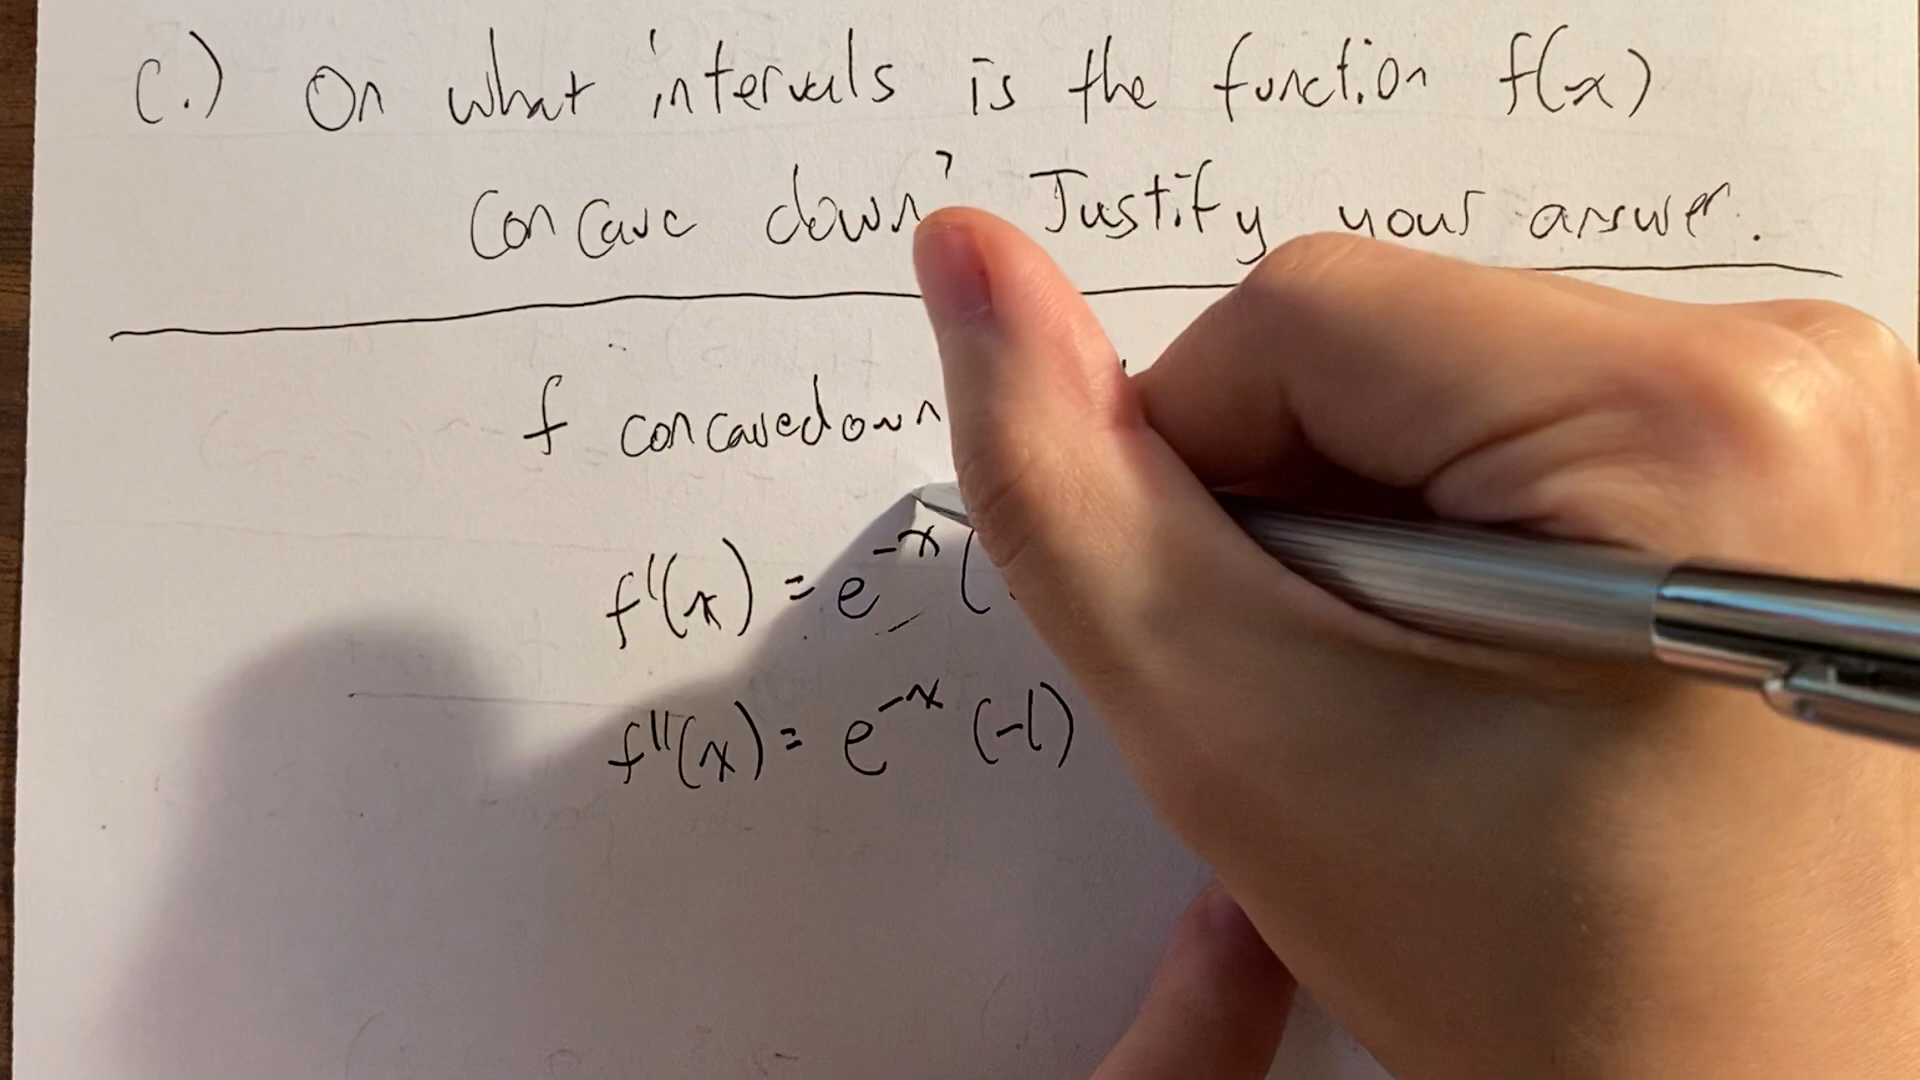 C.) On what intervals is the function f(x)
concave down? Justify your answer.
f concavedown
f'(x) = e^-x (
f''(x) = e^-x (-1)